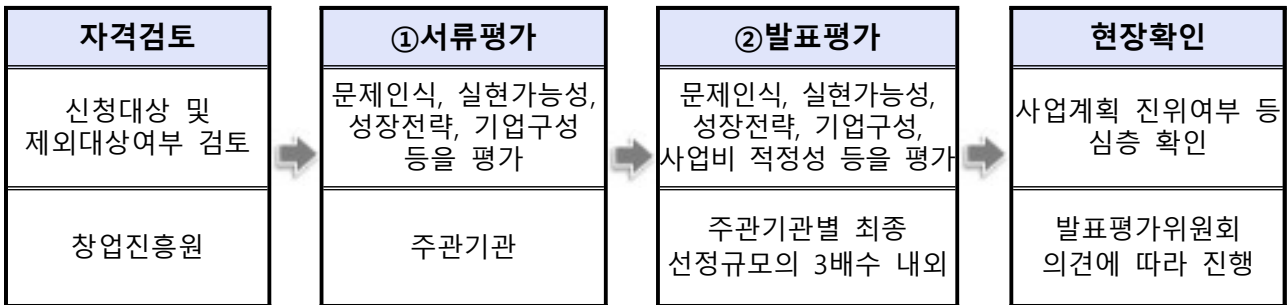 자격검토
신청대상 및
제외대상여부 검토
창업진흥원
①서류평가
문제인식, 실현가능성,
성장전략, 기업구성
등을 평가
주관기관
②발표평가
문제인식, 실현가능성,
성장전략, 기업구성,
사업비 적정성 등을 평가
주관기관별 최종
선정규모의 3배수 내외
현장확인
사업계획 진위여부 등
심층 확인
발표평가위원회
의견에 따라 진행